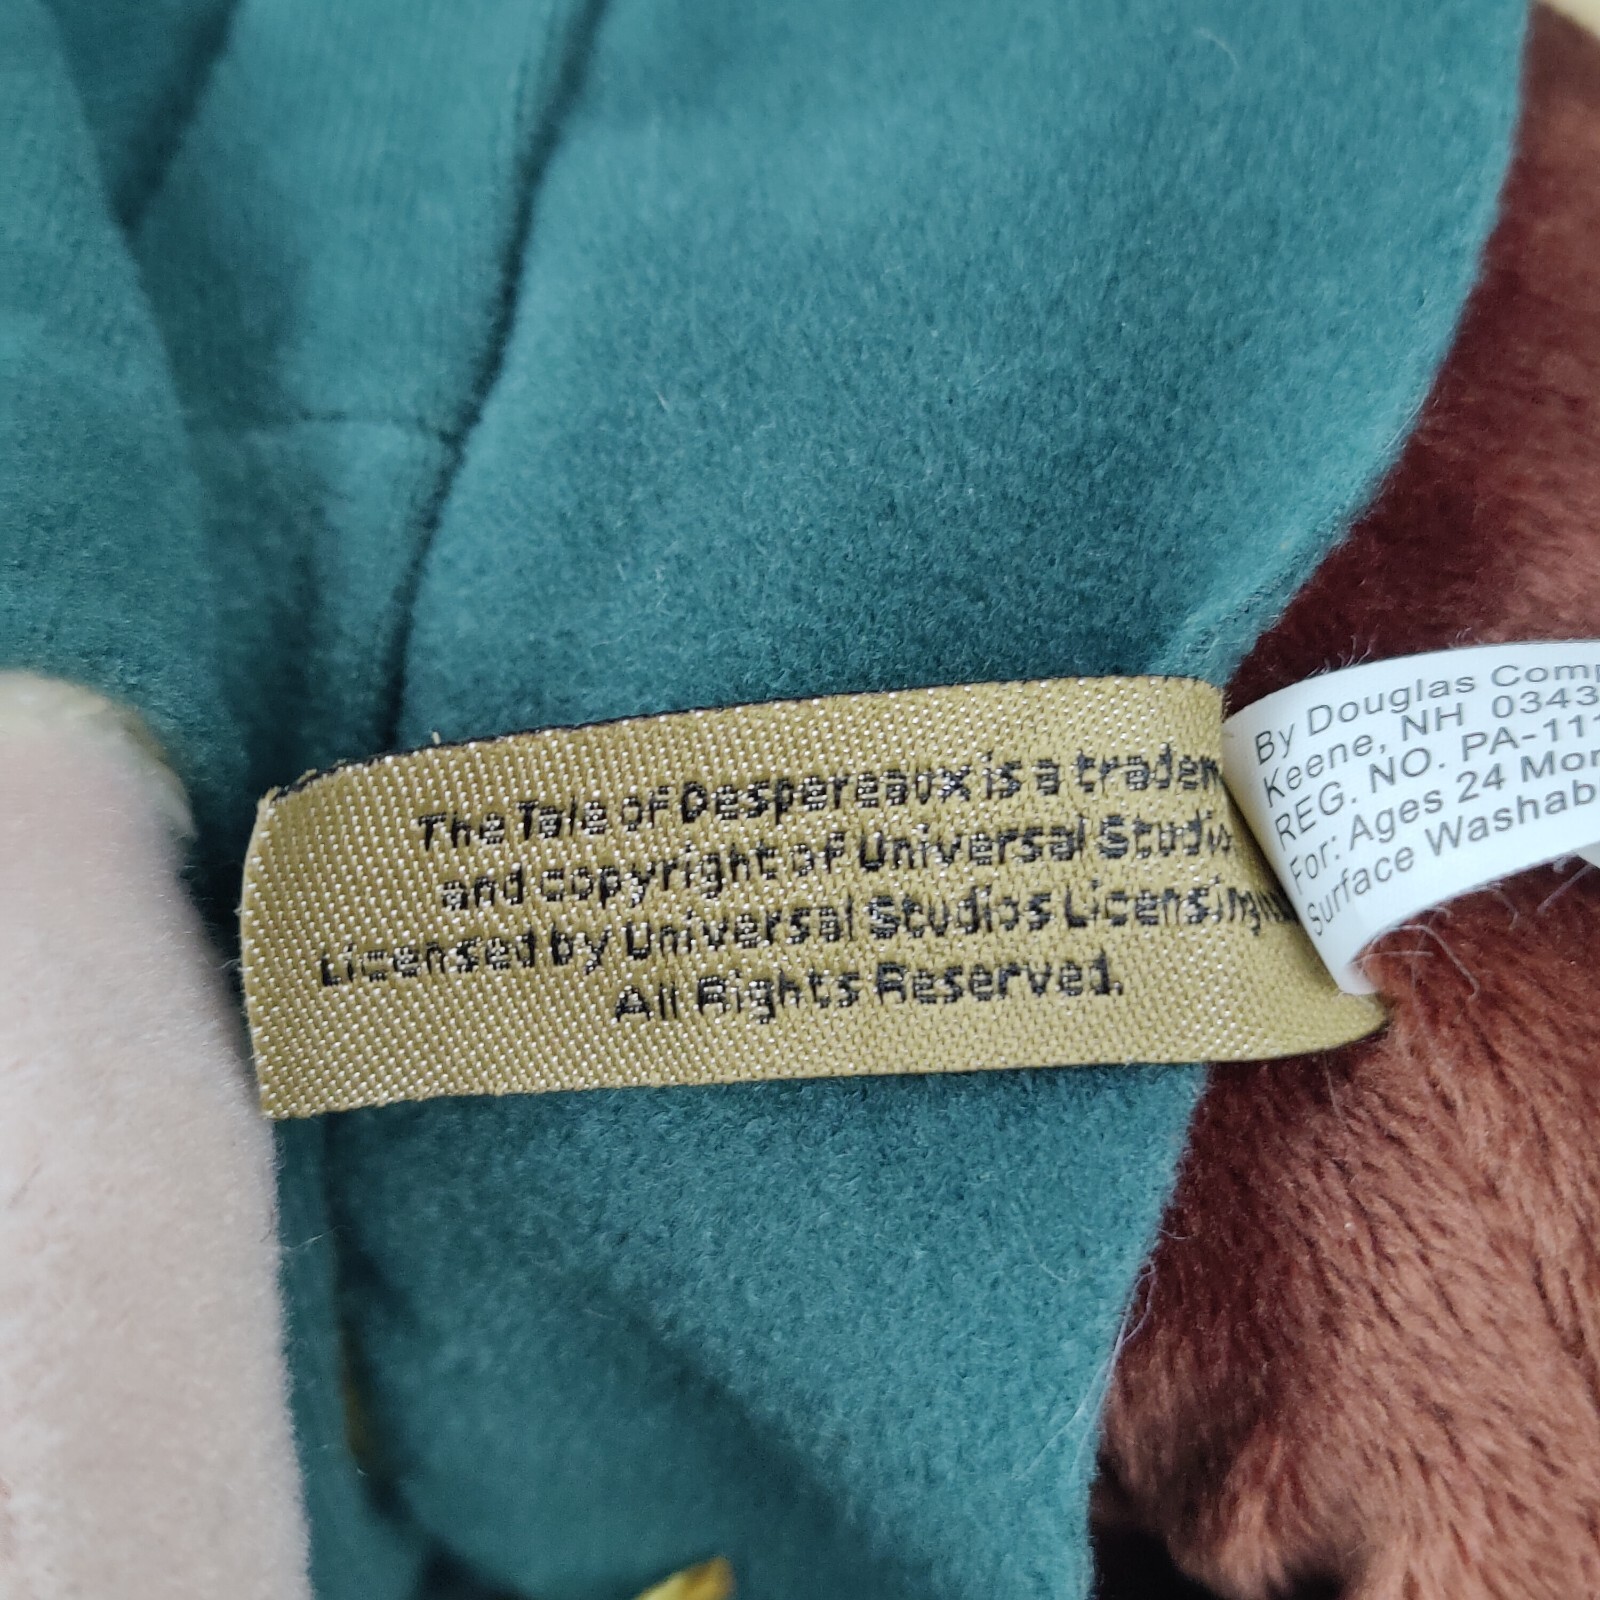 The Tale of Despereaux is a tradem
and copyright of Universal Studio
Licensed by Universal Studios Licensing
All Rights Reserved.
By Douglas Comp
Keene, NH 0343
REG. NO. PA-111
For: Ages 24 Mon
Surface Washab